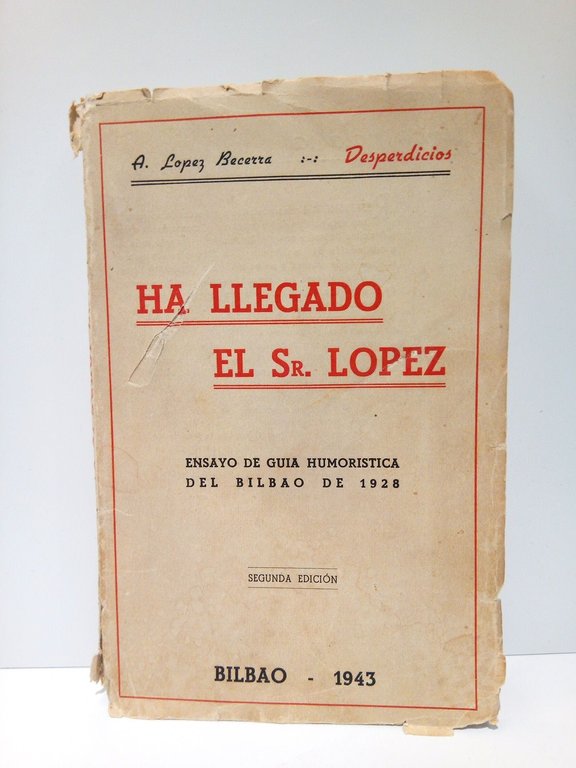 A. Lopez Becerra :-: Desperdicios
HA LLEGADO
EL SR. LOPEZ
ENSAYO DE GUIA HUMORISTICA
DEL BILBAO DE 1928
SEGUNDA EDICIÓN
BILBAO - 1943